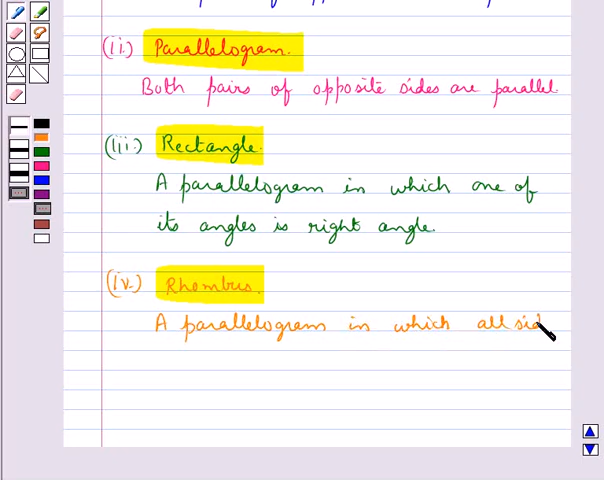 (ii.) Parallelogram.
Both pairs of opposite sides are parallel.
(iii.) Rectangle.
A parallelogram in which one of
its angles is right angle.
(iv.) Rhombus.
A parallelogram in which all sid